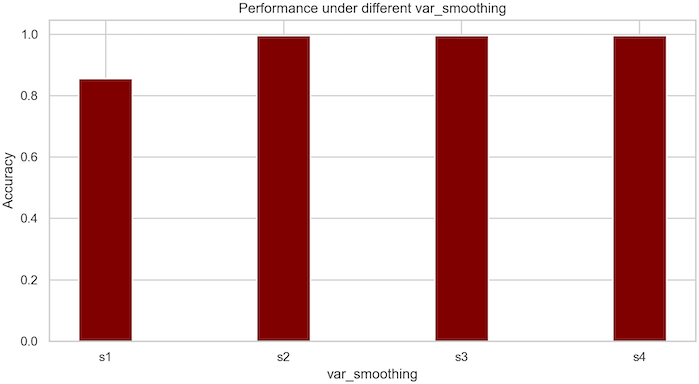 Performance under different var_smoothing
1.0
0.8
0.6
0.4
0.2
0.0
Accuracy
s1 s2 s3 s4
var_smoothing